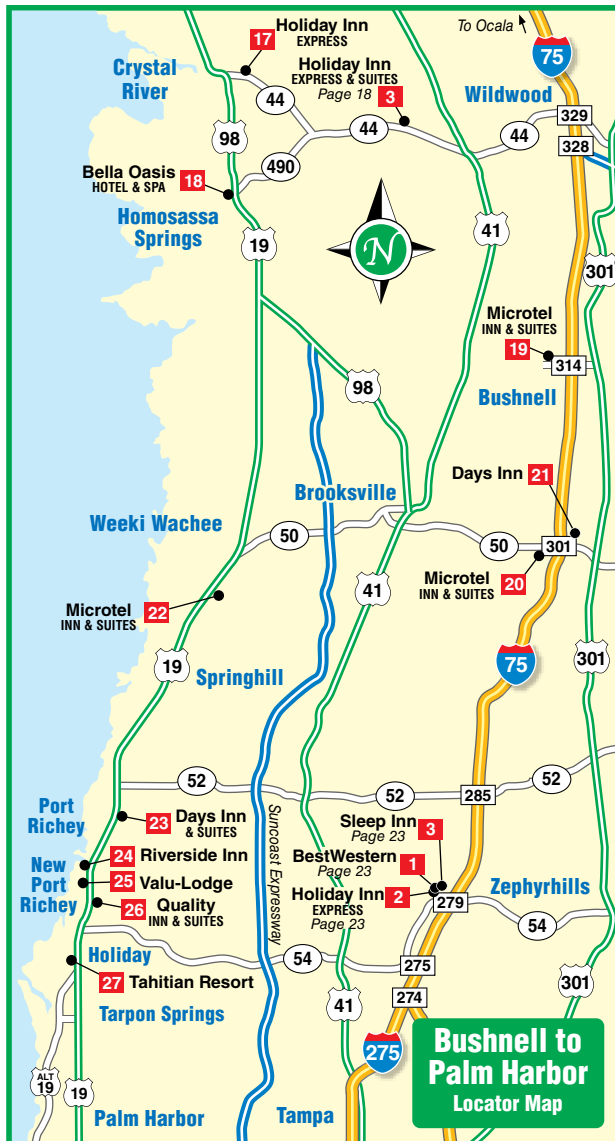 To Ocala
17
Holiday Inn
EXPRESS
75
Crystal
River
Holiday Inn
EXPRESS & SUITES
Page 18
3
Wildwood
44
329
98
44
44
328
490
Bella Oasis
HOTEL & SPA
18
Homosassa
Springs
N
41
19
301
Microtel
INN & SUITES
19
314
98
Bushnell
Days Inn
21
Brooksville
Weeki Wachee
50
50
301
Microtel
INN & SUITES
20
41
Microtel
INN & SUITES
22
19
Springhill
75
301
52
52
52
285
Port
Richey
23
Days Inn
& SUITES
Suncoast Expressway
Sleep Inn
Page 23
3
24
Riverside Inn
BestWestern
Page 23
1
New
Port
Richey
25
Valu-Lodge
Holiday Inn
EXPRESS
Page 23
2
279
Zephyrhills
26
Quality
INN & SUITES
54
Holiday
54
275
27
Tahitian Resort
274
301
Tarpon Springs
41
275
Bushnell to
Palm Harbor
Locator Map
ALT
19
19
Palm Harbor
Tampa